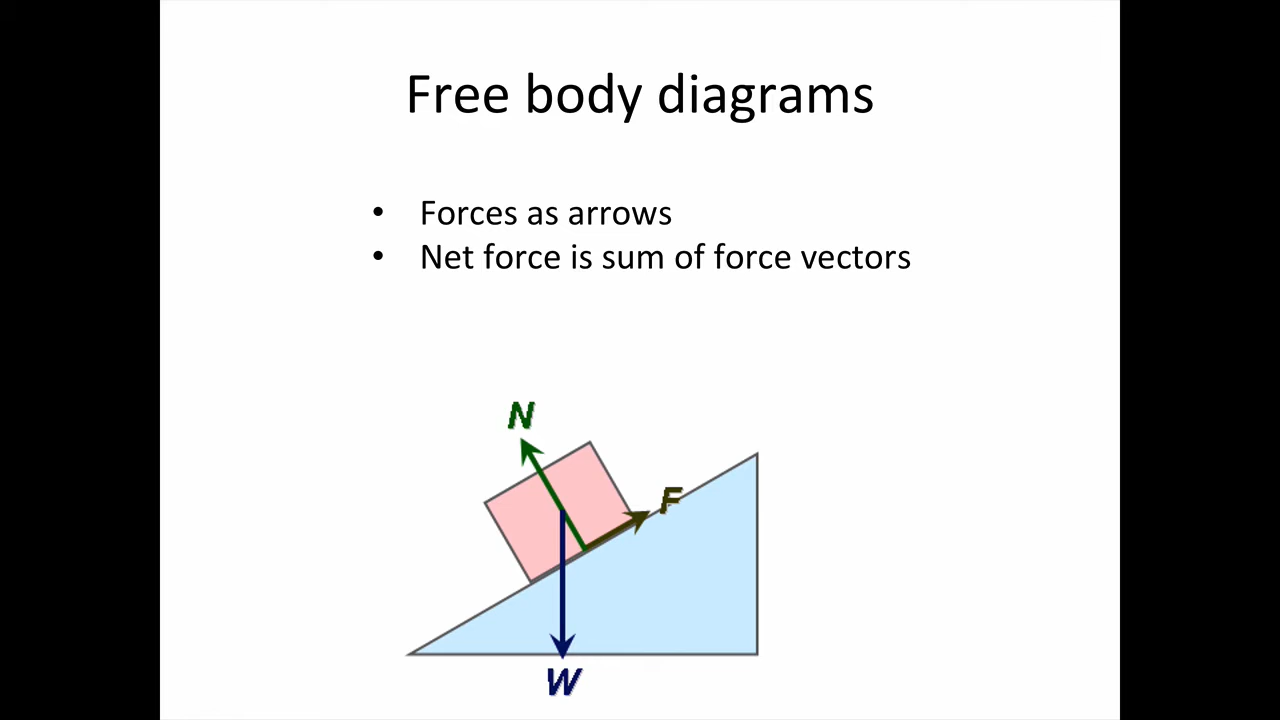 Free body diagrams
• Forces as arrows
• Net force is sum of force vectors
N
F
W